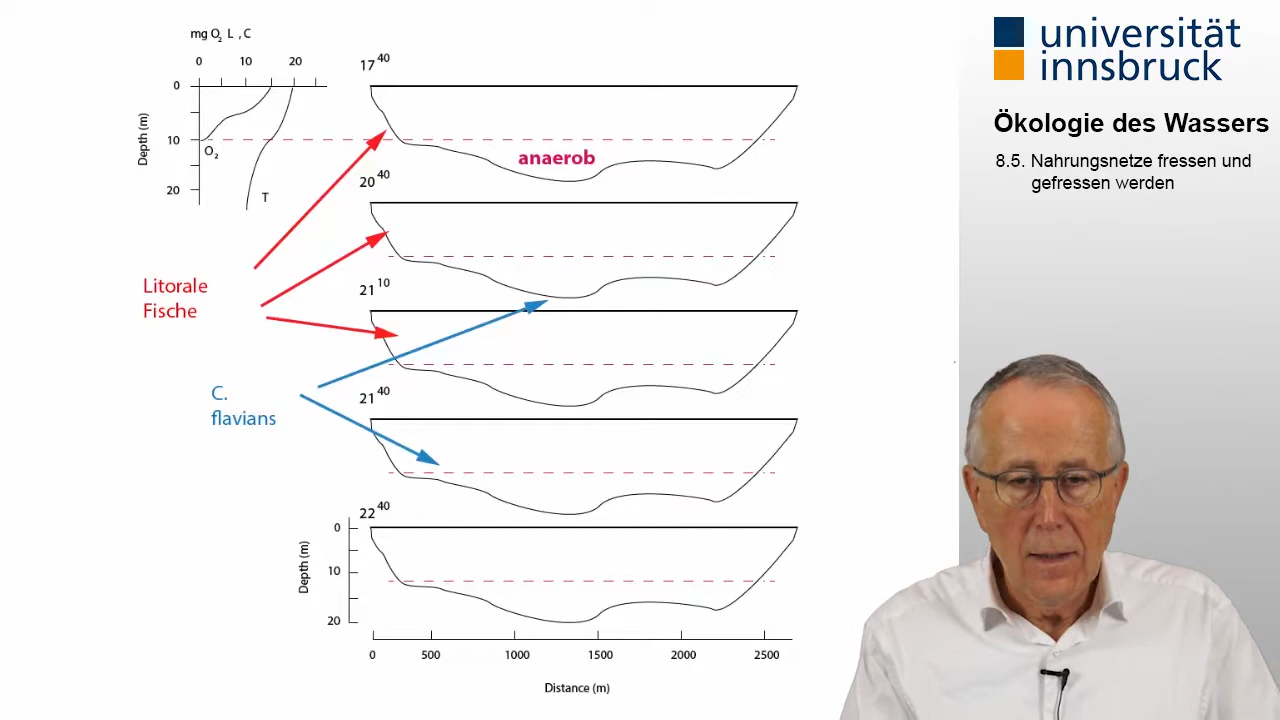 universität
innsbruck
Ökologie des Wassers
8.5. Nahrungsnetze fressen und
gefressen werden
mg O2 L , C
0 10 20
0
10
20
Depth (m)
O2
T
17 40
anaerob
20 40
21 10
21 40
22 40
Litorale
Fische
C.
flavians
0
10
20
Depth (m)
0 500 1000 1500 2000 2500
Distance (m)